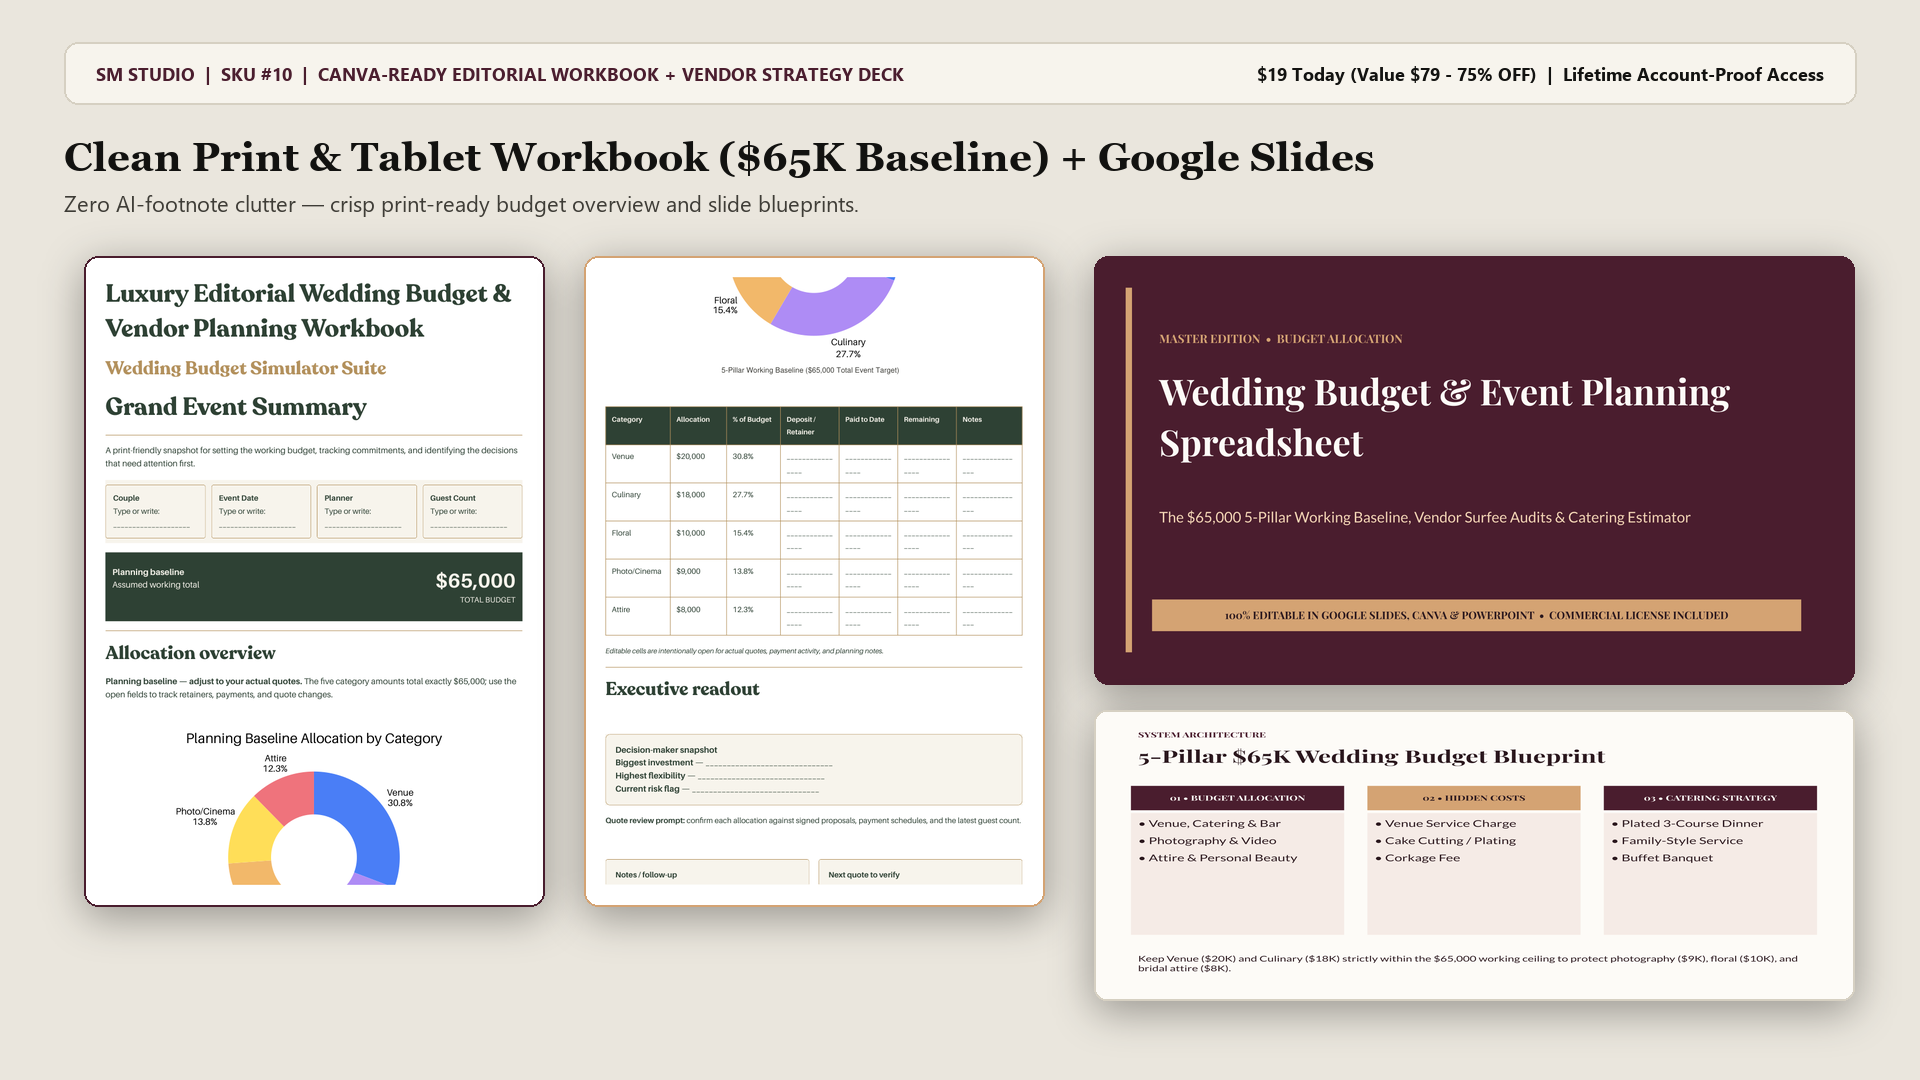 SM STUDIO | SKU #10 | CANVA-READY EDITORIAL WORKBOOK + VENDOR STRATEGY DECK
$19 Today (Value $79 - 75% OFF) | Lifetime Account-Proof Access
Clean Print & Tablet Workbook ($65K Baseline) + Google Slides
Zero AI-footnote clutter — crisp print-ready budget overview and slide blueprints.
Luxury Editorial Wedding Budget &
Vendor Planning Workbook
Wedding Budget Simulator Suite
Grand Event Summary
A print-friendly snapshot for setting the working budget, tracking commitments, and identifying the decisions
that need attention first.
Couple
Type or write:
____________________
Event Date
Type or write:
____________________
Planner
Type or write:
____________________
Guest Count
Type or write:
____________________
Planning baseline
Assumed working total
$65,000
TOTAL BUDGET
Allocation overview
Planning baseline — adjust to your actual quotes. The five category amounts total exactly $65,000; use the
open fields to track retainers, payments, and quote changes.
Planning Baseline Allocation by Category
Attire
12.3%
Venue
30.8%
Photo/Cinema
13.8%
Floral
15.4%
Culinary
27.7%
5-Pillar Working Baseline ($65,000 Total Event Target)
Category Allocation % of Budget Deposit / Retainer Paid to Date Remaining Notes
Venue $20,000 30.8%
Culinary $18,000 27.7%
Floral $10,000 15.4%
Photo/Cinema $9,000 13.8%
Attire $8,000 12.3%
Editable cells are intentionally open for actual quotes, payment activity, and planning notes.
Executive readout
Decision-maker snapshot
Biggest investment — ______________________________
Highest flexibility — ______________________________
Current risk flag — ______________________________
Quote review prompt: confirm each allocation against signed proposals, payment schedules, and the latest guest count.
Notes / follow-up
Next quote to verify
MASTER EDITION • BUDGET ALLOCATION
Wedding Budget & Event Planning
Spreadsheet
The $65,000 5-Pillar Working Baseline, Vendor Surfee Audits & Catering Estimator
100% EDITABLE IN GOOGLE SLIDES, CANVA & POWERPOINT • COMMERCIAL LICENSE INCLUDED
SYSTEM ARCHITECTURE
5-Pillar $65K Wedding Budget Blueprint
01 • BUDGET ALLOCATION
• Venue, Catering & Bar
• Photography & Video
• Attire & Personal Beauty
02 • HIDDEN COSTS
• Venue Service Charge
• Cake Cutting / Plating
• Corkage Fee
03 • CATERING STRATEGY
• Plated 3-Course Dinner
• Family-Style Service
• Buffet Banquet
Keep Venue ($20K) and Culinary ($18K) strictly within the $65,000 working ceiling to protect photography ($9K), floral ($10K), and
bridal attire ($8K).